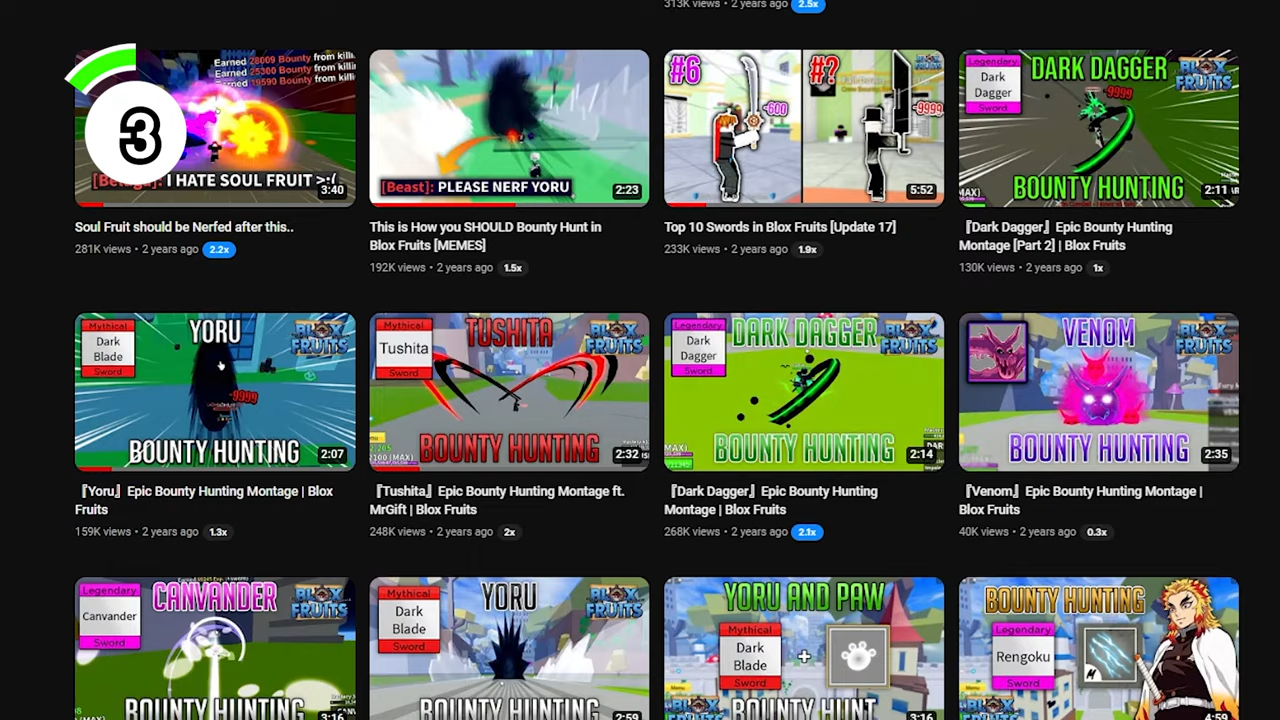 313K views • 2 years ago 2.5x
Earned 28009 Bounty from killi
Earned 25300 Bounty from killi
Earned 19590 Bounty from killi
3
I HATE SOUL FRUIT >:(
3:40
[Beast]: PLEASE NERF YORU
2:23
#6
-600
#?
-9999
5:52
Legendary
Dark
Dagger
Sword
DARK DAGGER
BLOX
FRUITS
9999
BOUNTY HUNTING
MAX)
2:11
Soul Fruit should be Nerfed after this..
281K views • 2 years ago 2.2x
This is How you SHOULD Bounty Hunt in
Blox Fruits [MEMES]
192K views • 2 years ago 1.5x
Top 10 Swords in Blox Fruits [Update 17]
233K views • 2 years ago 1.9x
『Dark Dagger』Epic Bounty Hunting
Montage [Part 2] | Blox Fruits
130K views • 2 years ago 1x
Mythical
Dark
Blade
Sword
YORU
BLOX
FRUITS
-9999
BOUNTY HUNTING
2:07
Mythical
Tushita
Sword
TUSHITA
BLOX
FRUITS
BOUNTY HUNTING
2:32
Legendary
Dark
Dagger
Sword
DARK DAGGER
BLOX
FRUITS
MAX)
BOUNTY HUNTING
2:14
VENOM
BLOX
FRUITS
BOUNTY HUNTING
2:35
『Yoru』Epic Bounty Hunting Montage | Blox
Fruits
159K views • 2 years ago 1.3x
『Tushita』Epic Bounty Hunting Montage ft.
MrGift | Blox Fruits
248K views • 2 years ago 2x
『Dark Dagger』Epic Bounty Hunting
Montage | Blox Fruits
268K views • 2 years ago 2.1x
『Venom』Epic Bounty Hunting Montage |
Blox Fruits
40K views • 2 years ago 0.3x
Legendary
Canvander
Sword
CANVANDER
BLOX
FRUITS
BOUNTY HUNTING
3:16
Mythical
Dark
Blade
Sword
YORU
BLOX
FRUITS
BOUNTY HUNTING
2:59
YORU AND PAW
Mythical
Dark
Blade
Sword
+
Menu
BLOX
BOUNTY HUNT
3:16
BOUNTY HUNTING
Legendary
Rengoku
Sword
Menu
BLOX
FRUITS
4:59